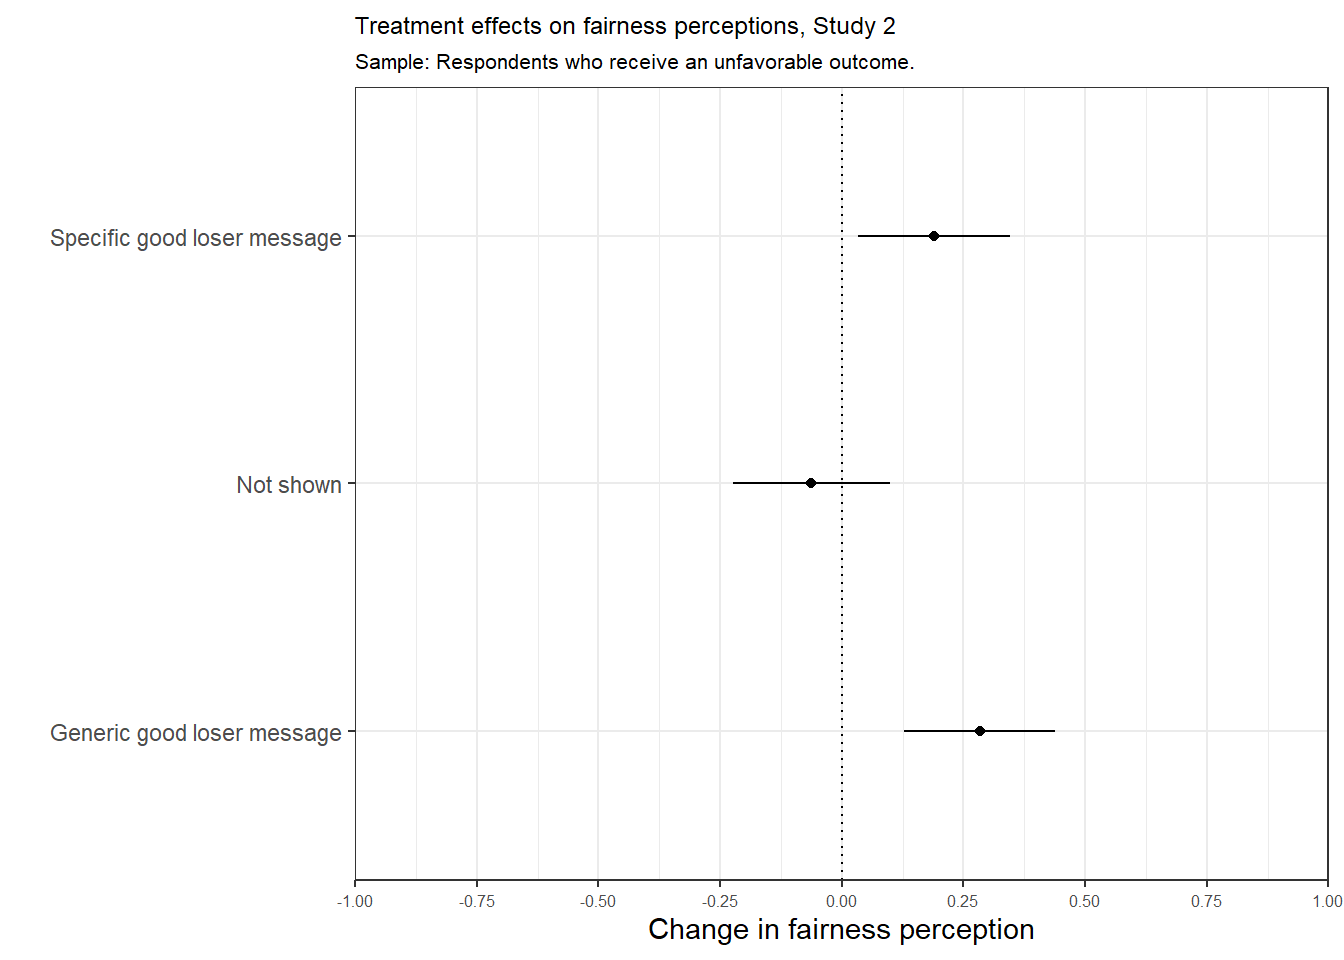 Treatment effects on fairness perceptions, Study 2
Sample: Respondents who receive an unfavorable outcome.
Specific good loser message
Not shown
Generic good loser message
-1.00 -0.75 -0.50 -0.25 0.00 0.25 0.50 0.75 1.00
Change in fairness perception